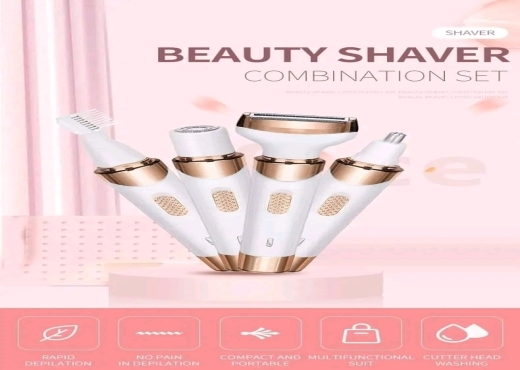 SHAVER
BEAUTY SHAVER
COMBINATION SET
RAPID
DEPILATION
NO PAIN
IN DEPILATION
COMPACT AND
PORTABLE
MULTIFUNCTIONAL
SUIT
CUTTER HEAD
WASHING